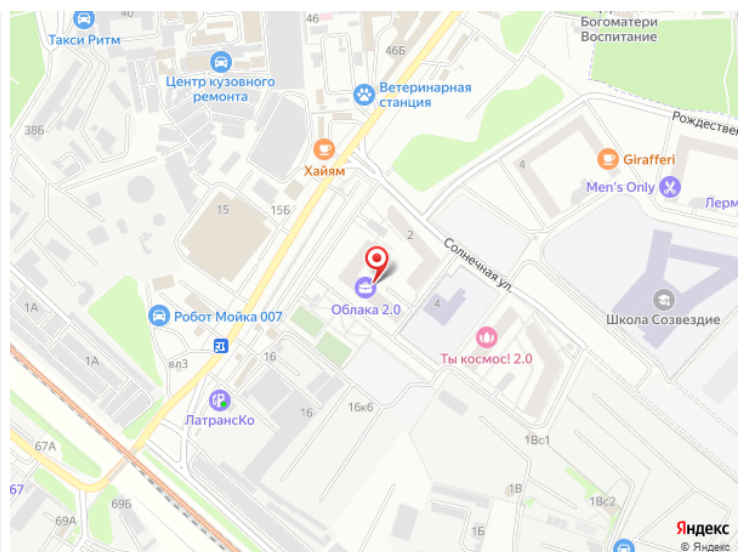 46
Такси Ритм
46Б
Богоматери
Воспитание
Центр кузовного
ремонта
Ветеринарная
станция
38Б
Рождествен
Хайям
4
Girafferi
Men's Only
Лерм
15
15Б
2
Солнечная ул.
1А
Облака 2.0
4
Робот Мойка 007
Школа Созвездие
1А
вл3
16
Ты космос! 2.0
ЛатрансКо
16
16к6
67А
1Вс1
67
69Б
1В
1Вс2
69А
1Б
Яндекс
© Яндекс